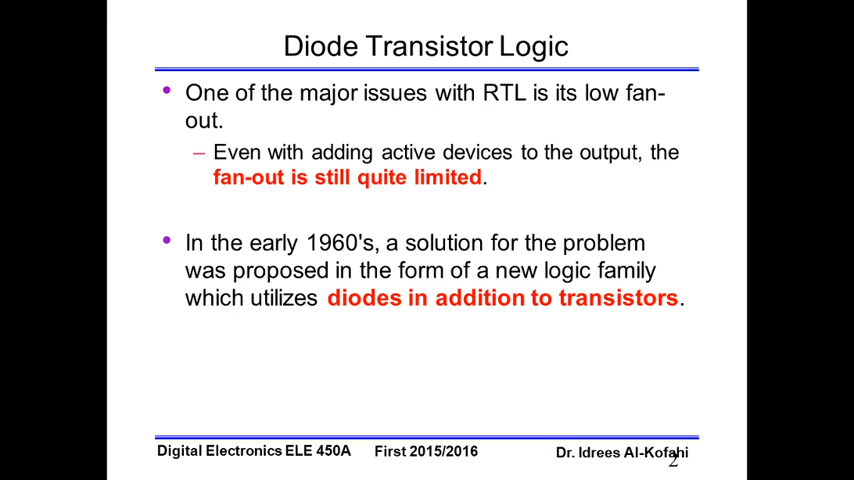 Diode Transistor Logic
• One of the major issues with RTL is its low fan-
out.
– Even with adding active devices to the output, the
fan-out is still quite limited.
• In the early 1960's, a solution for the problem
was proposed in the form of a new logic family
which utilizes diodes in addition to transistors.
Digital Electronics ELE 450A First 2015/2016 Dr. Idrees Al-Kofahi
2